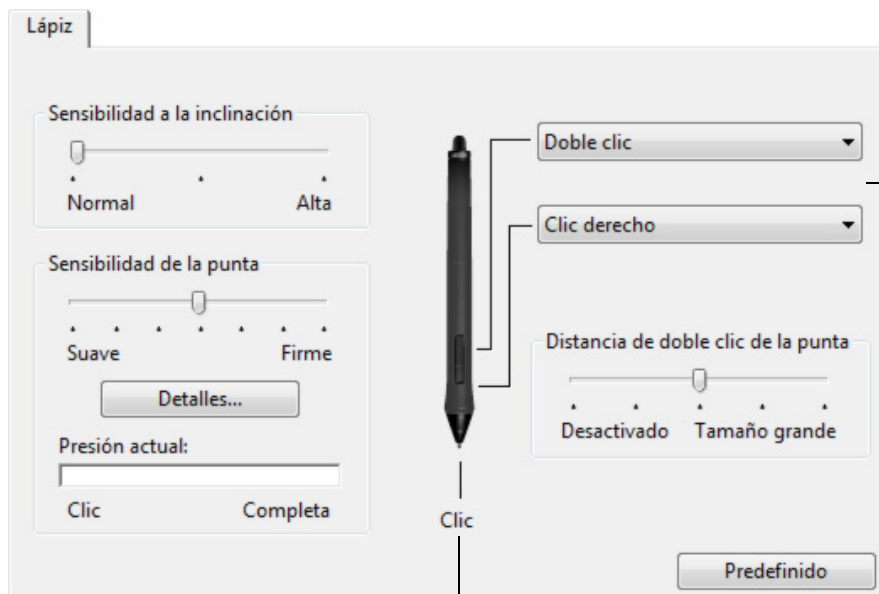 Lápiz
Sensibilidad a la inclinación
Normal Alta
Sensibilidad de la punta
Suave Firme
Detalles...
Presión actual:
Clic Completa
Doble clic
Clic derecho
Clic
Distancia de doble clic de la punta
Desactivado Tamaño grande
Predefinido